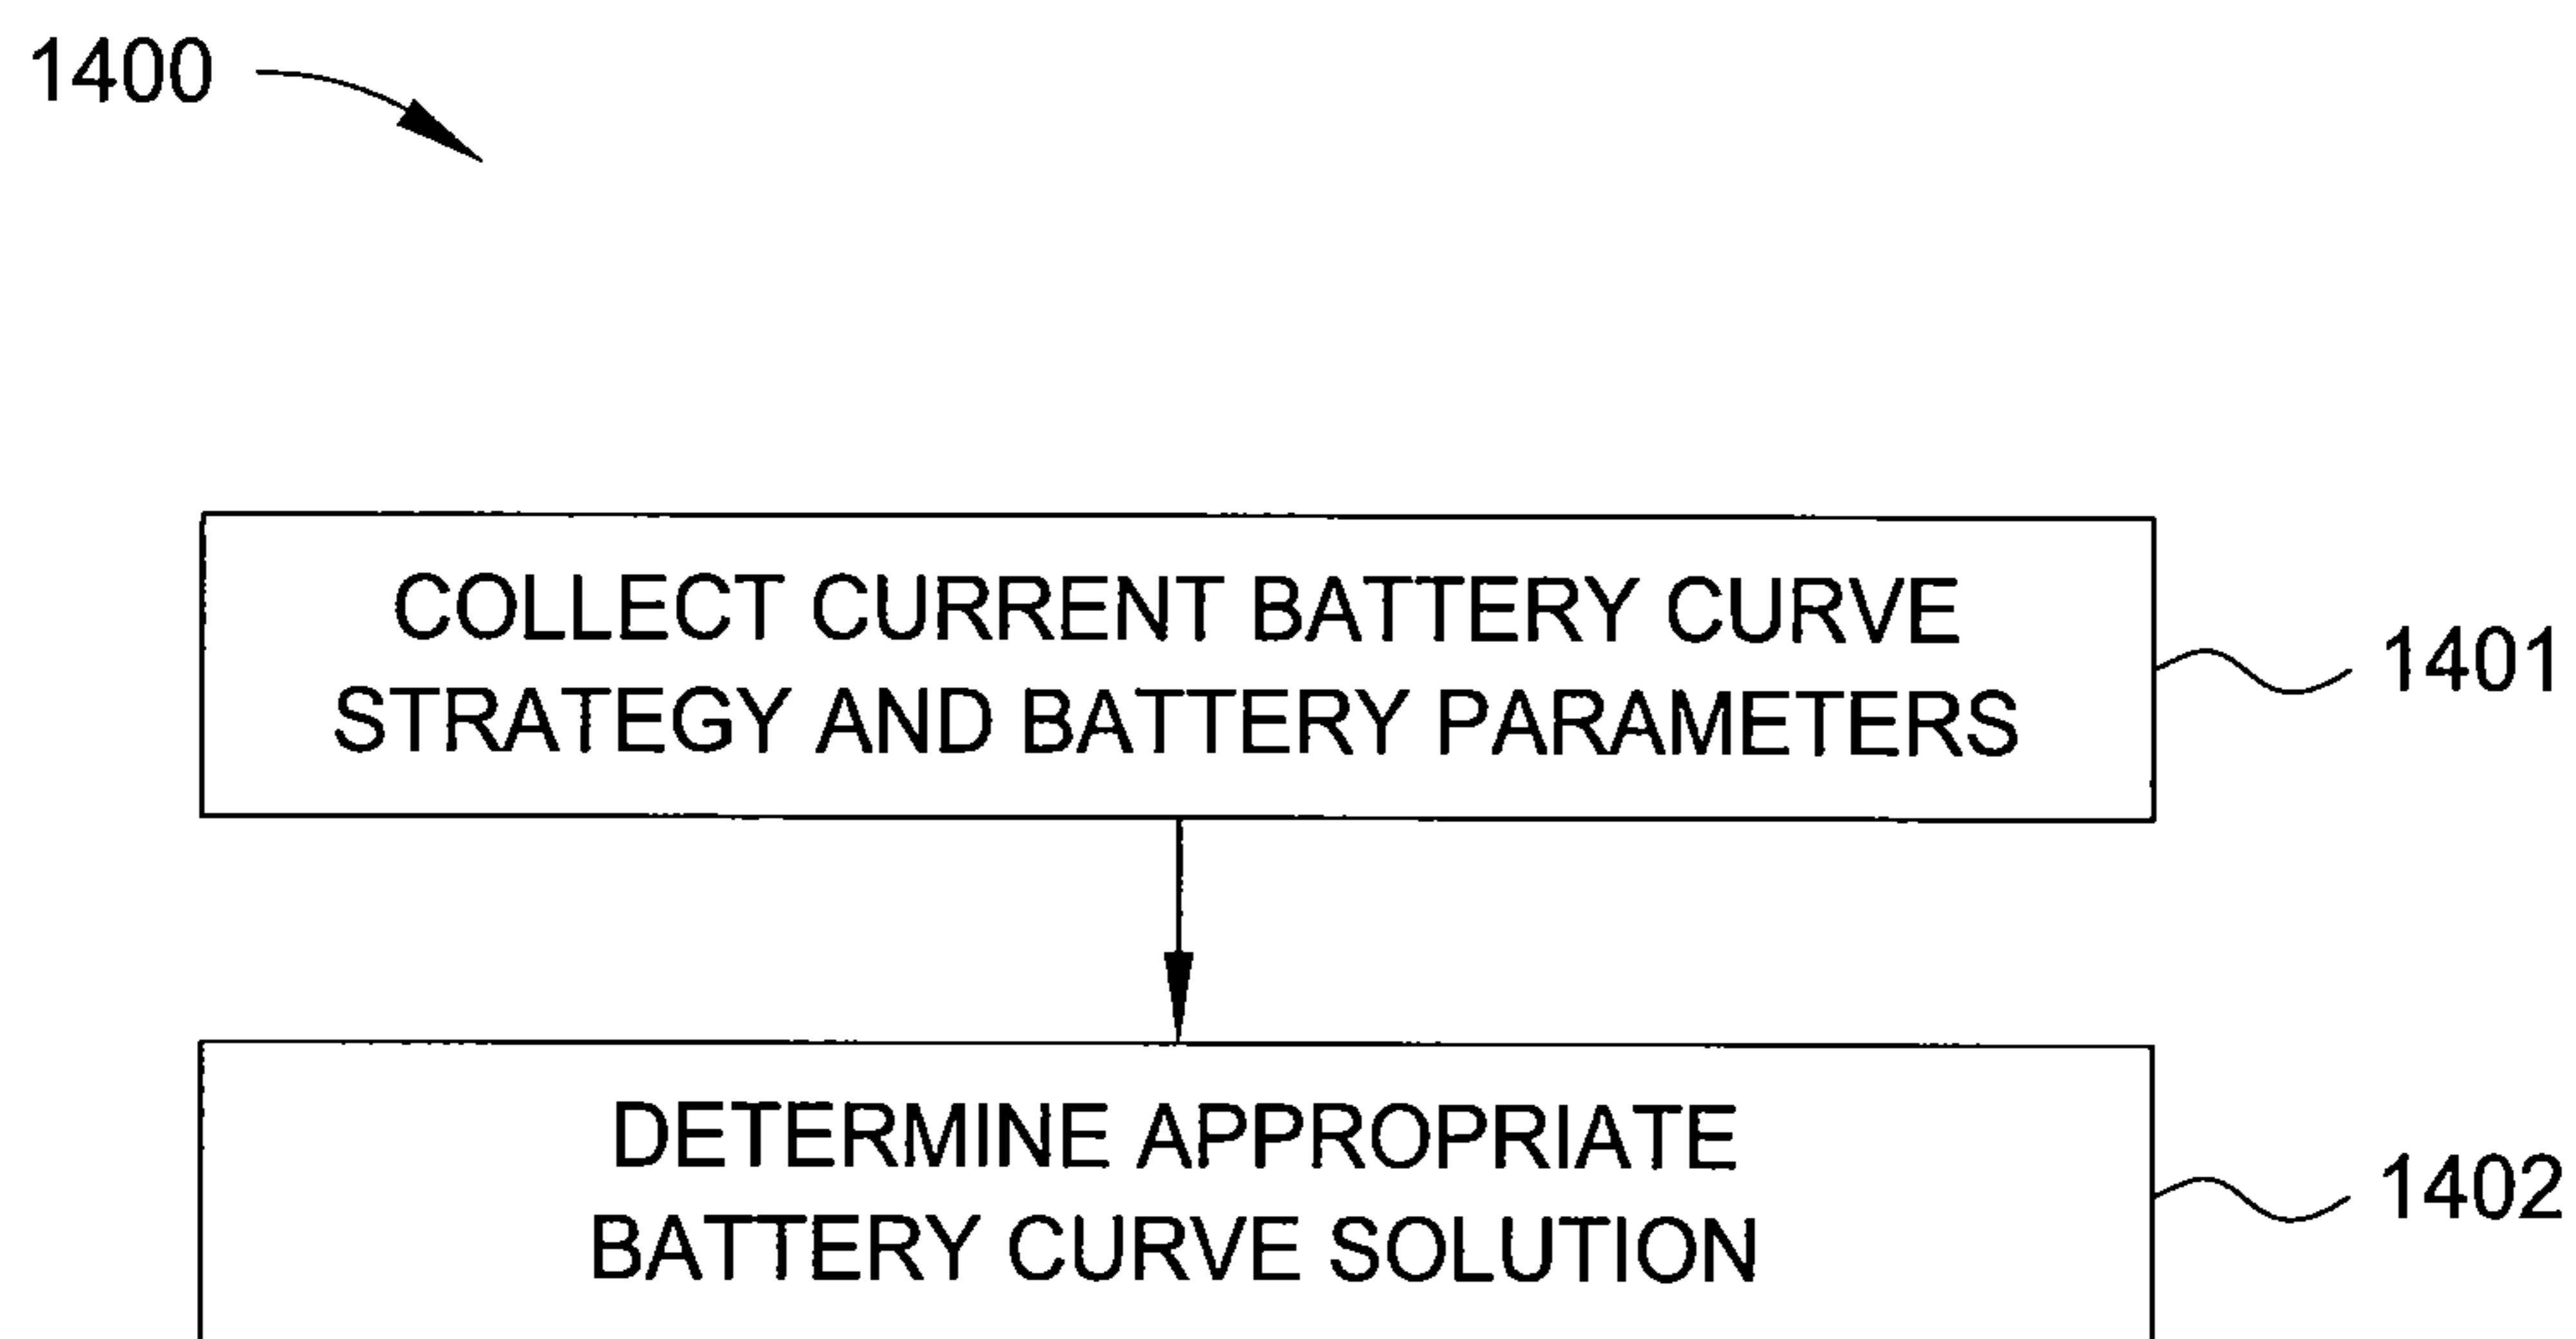 1400
COLLECT CURRENT BATTERY CURVE
STRATEGY AND BATTERY PARAMETERS
1401
DETERMINE APPROPRIATE
BATTERY CURVE SOLUTION
1402